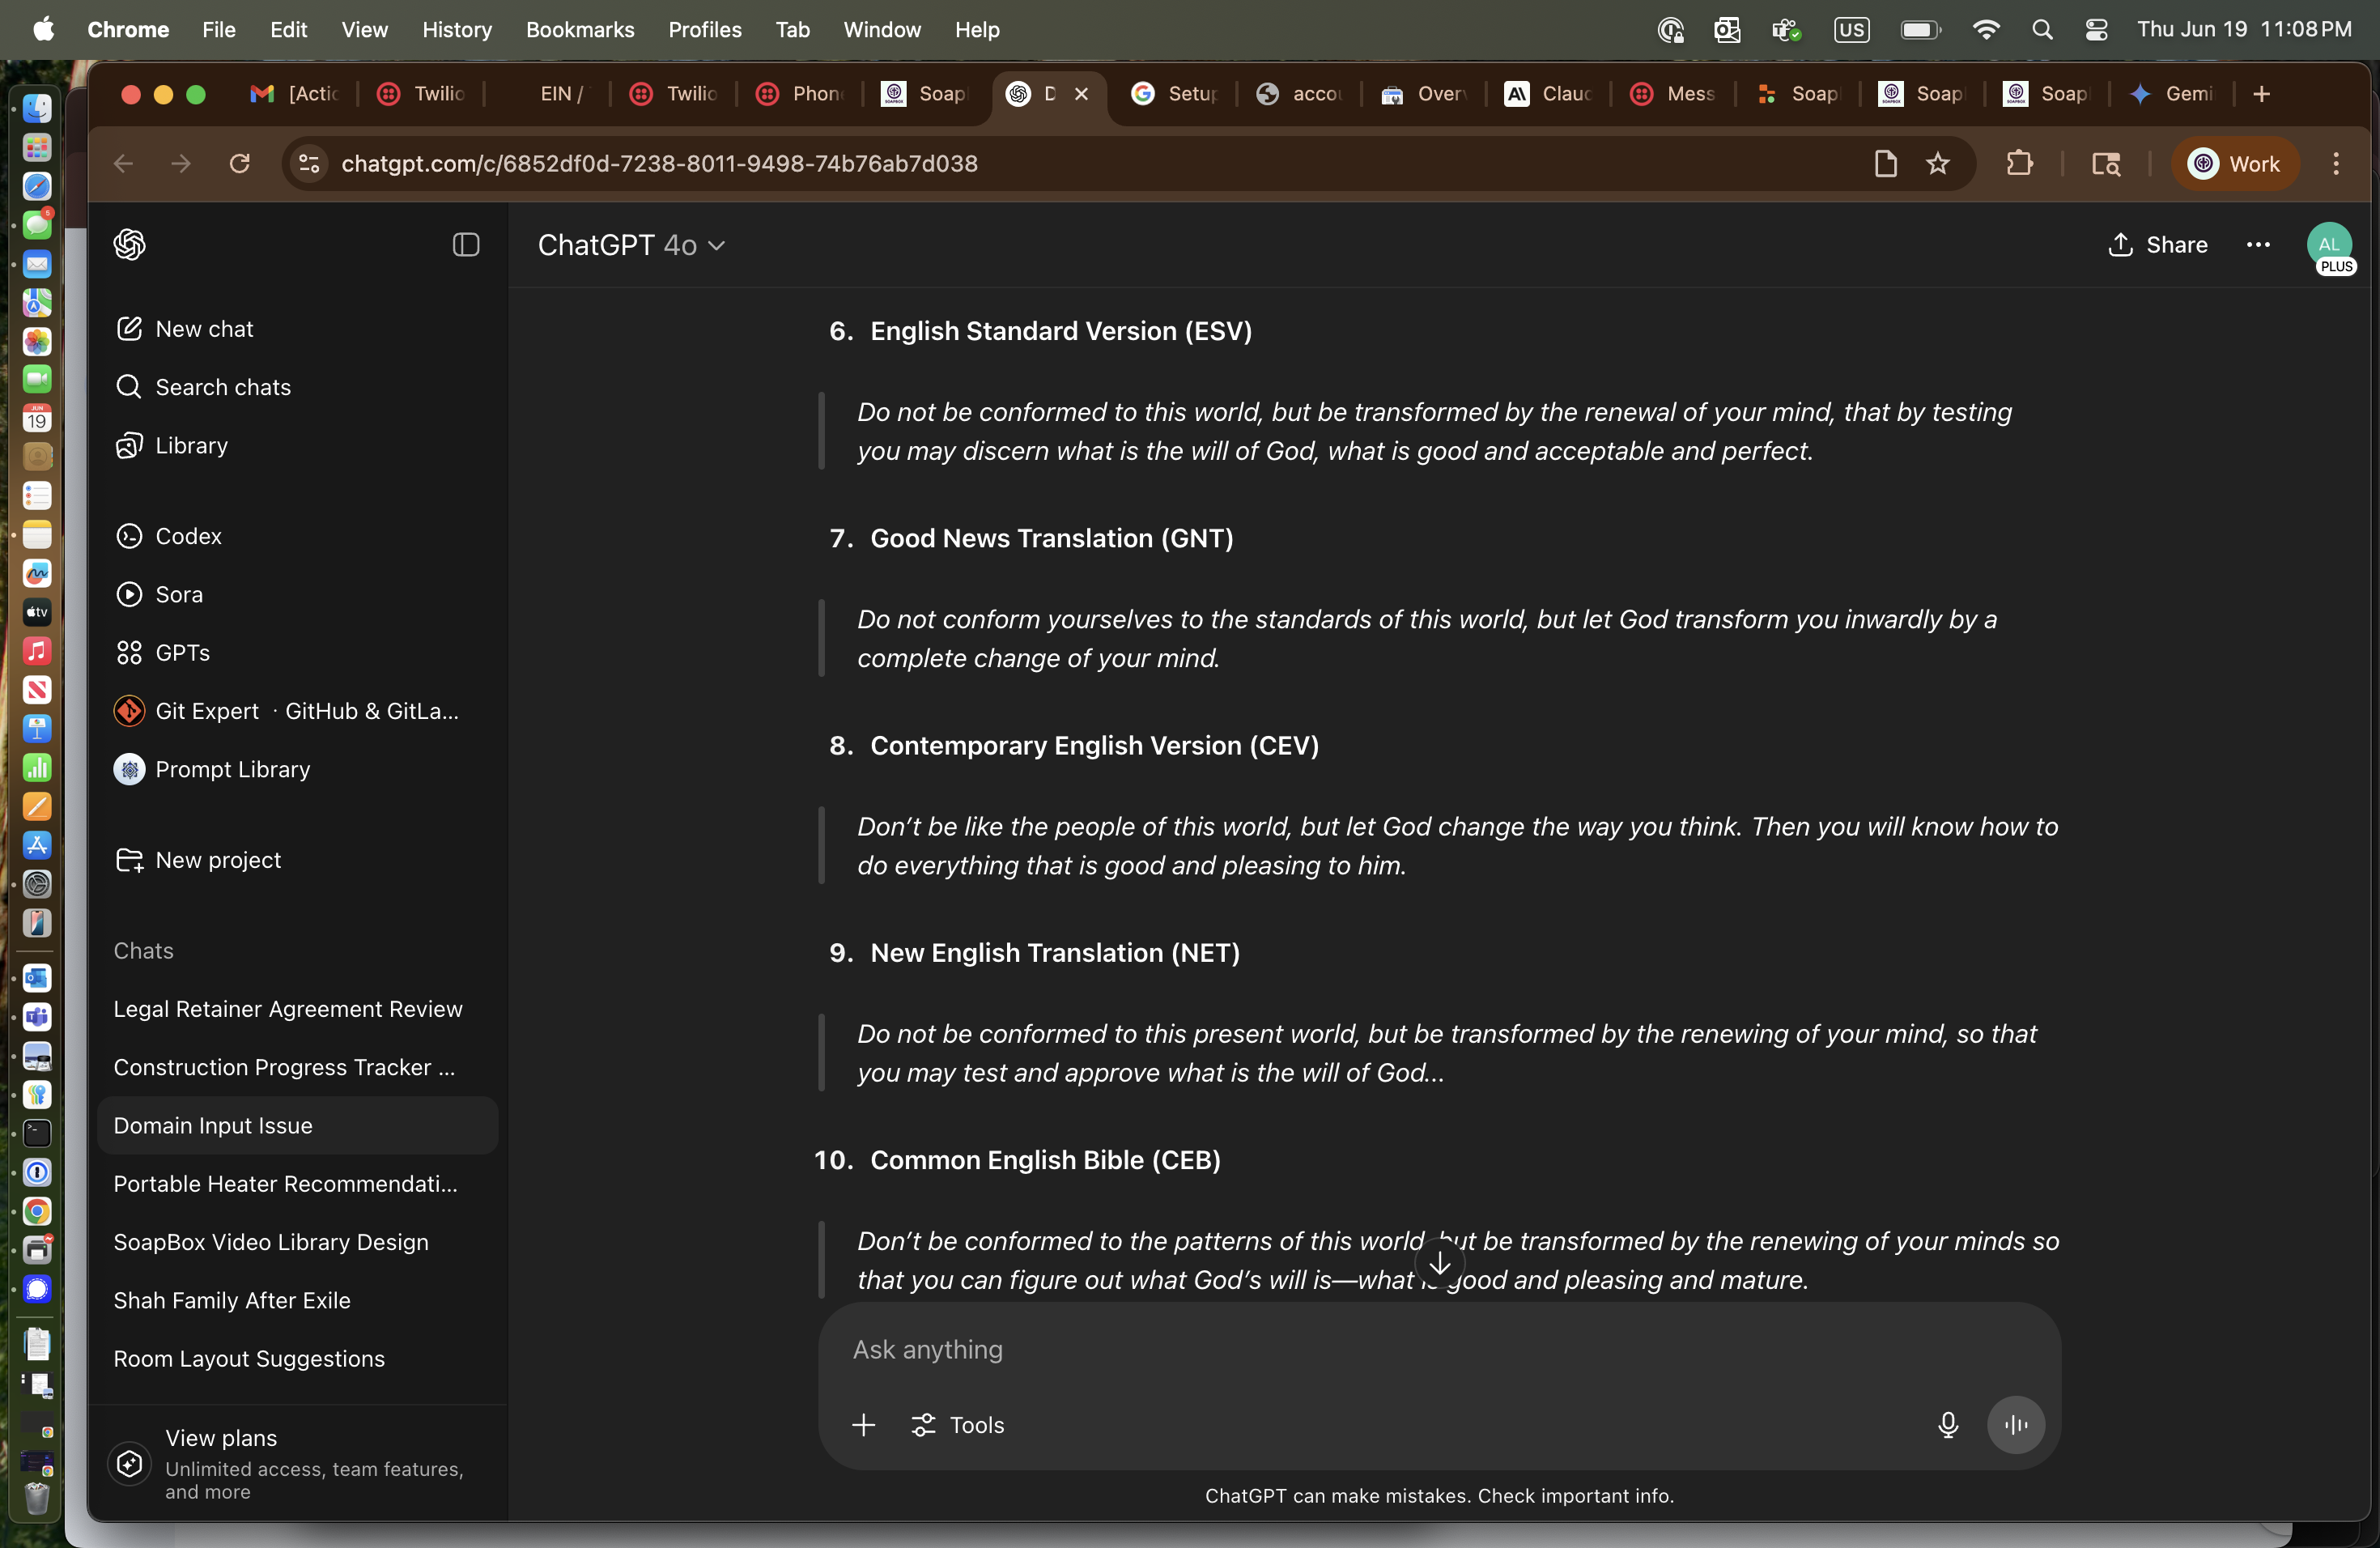 Chrome File Edit View History Bookmarks Profiles Tab Window Help US Thu Jun 19 11:08 PM
[Actic Twilio EIN / Twilio Phon Soap D Setup accou Over Claud Mess Soap Soap Soap Gemi
chatgpt.com/c/6852df0d-7238-8011-9498-74b76ab7d038 Work
ChatGPT 4o Share AL
PLUS
New chat
Search chats
Library
Codex
Sora
GPTs
Git Expert · GitHub & GitLa...
Prompt Library
New project
Chats
Legal Retainer Agreement Review
Construction Progress Tracker ...
Domain Input Issue
Portable Heater Recommendati...
SoapBox Video Library Design
Shah Family After Exile
Room Layout Suggestions
View plans
Unlimited access, team features,
and more
6. English Standard Version (ESV)
Do not be conformed to this world, but be transformed by the renewal of your mind, that by testing
you may discern what is the will of God, what is good and acceptable and perfect.
7. Good News Translation (GNT)
Do not conform yourselves to the standards of this world, but let God transform you inwardly by a
complete change of your mind.
8. Contemporary English Version (CEV)
Don’t be like the people of this world, but let God change the way you think. Then you will know how to
do everything that is good and pleasing to him.
9. New English Translation (NET)
Do not be conformed to this present world, but be transformed by the renewing of your mind, so that
you may test and approve what is the will of God...
10. Common English Bible (CEB)
Don’t be conformed to the patterns of this world, but be transformed by the renewing of your minds so
that you can figure out what God’s will is—what is good and pleasing and mature.
Ask anything
Tools
ChatGPT can make mistakes. Check important info.
JUN
19
5
tv